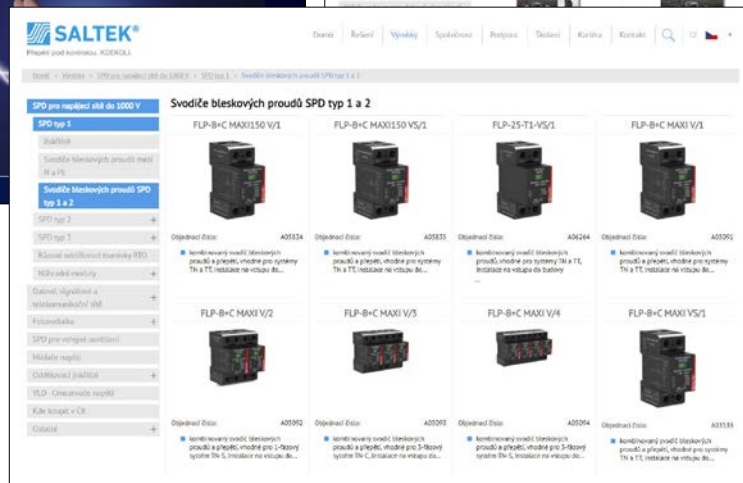 SALTEK®
Přepětí pod kontrolou. KDEKOLI.
Domů Řešení Výrobky Společnost Podpora Školení Kariéra Kontakt CZ
Domů Výrobky SPD pro napájecí sítě do 1000 V SPD typ 1 Svodiče bleskových proudů SPD typ 1 a 2
SPD pro napájecí sítě do 1000 V
SPD typ 1
Jiskřiště
Svodiče bleskových proudů mezi
N a PE
Svodiče bleskových proudů SPD
typ 1 a 2
SPD typ 2 +
SPD typ 3 +
Rázové oddělovací tlumivky RTO
Náhradní moduly +
Datové, signálové a
telekomunikační sítě +
Fotovoltaika +
SPD pro veřejné osvětlení
Hlídače napětí
Oddělovací jiskřiště +
VLD - Omezovače napětí
Kde koupit v ČR
Ostatní +
Svodiče bleskových proudů SPD typ 1 a 2
FLP-B+C MAXI150 V/1
Objednací číslo: A05834
kombinovaný svodič bleskových
proudů a přepětí, vhodné pro systémy
TN a TT, instalace na vstupu do...
FLP-B+C MAXI150 VS/1
Objednací číslo: A05835
kombinovaný svodič bleskových
proudů a přepětí, vhodné pro systémy
TN a TT, instalace na vstupu do...
FLP-25-T1-VS/1
Objednací číslo: A06264
kombinovaný svodič bleskových
proudů, vhodné pro systémy TN a TT,
instalace na vstupu do budovy
...
FLP-B+C MAXI V/1
Objednací číslo: A05091
kombinovaný svodič bleskových
proudů a přepětí, vhodné pro systémy
TN a TT, instalace na vstupu do...
FLP-B+C MAXI V/2
Objednací číslo: A05092
kombinovaný svodič bleskových
proudů a přepětí, vhodné pro 1-fázový
systém TN-S, instalace na vstupu do...
FLP-B+C MAXI V/3
Objednací číslo: A05093
kombinovaný svodič bleskových
proudů a přepětí, vhodné pro 3-fázový
systém TN-C, instalace na vstupu do...
FLP-B+C MAXI V/4
Objednací číslo: A05094
kombinovaný svodič bleskových
proudů a přepětí, vhodné pro 3-fázový
systém TN-S, instalace na vstupu do...
FLP-B+C MAXI VS/1
Objednací číslo:
kombinovaný svodič bleskových
proudů a přepětí, vhodné pro systémy
TN a TT, instalace na vstupu do...